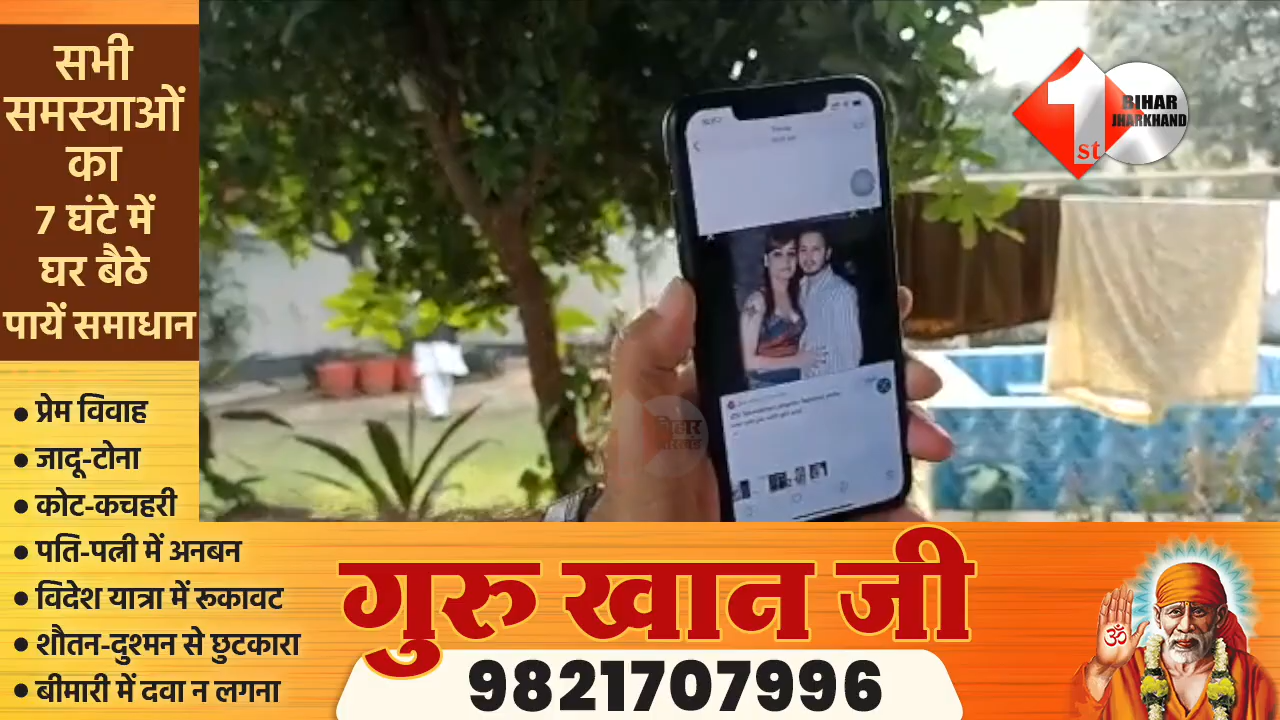 सभी
समस्याओं
का
7 घंटे में
घर बैठे
पायें समाधान
• प्रेम विवाह
• जादू-टोना
• कोट-कचहरी
• पति-पत्नी में अनबन
• विदेश यात्रा में रूकावट
• शौतन-दुश्मन से छुटकारा
• बीमारी में दवा न लगना
1st
BIHAR
JHARKHAND
गुरु खान जी
9821707996
ॐ